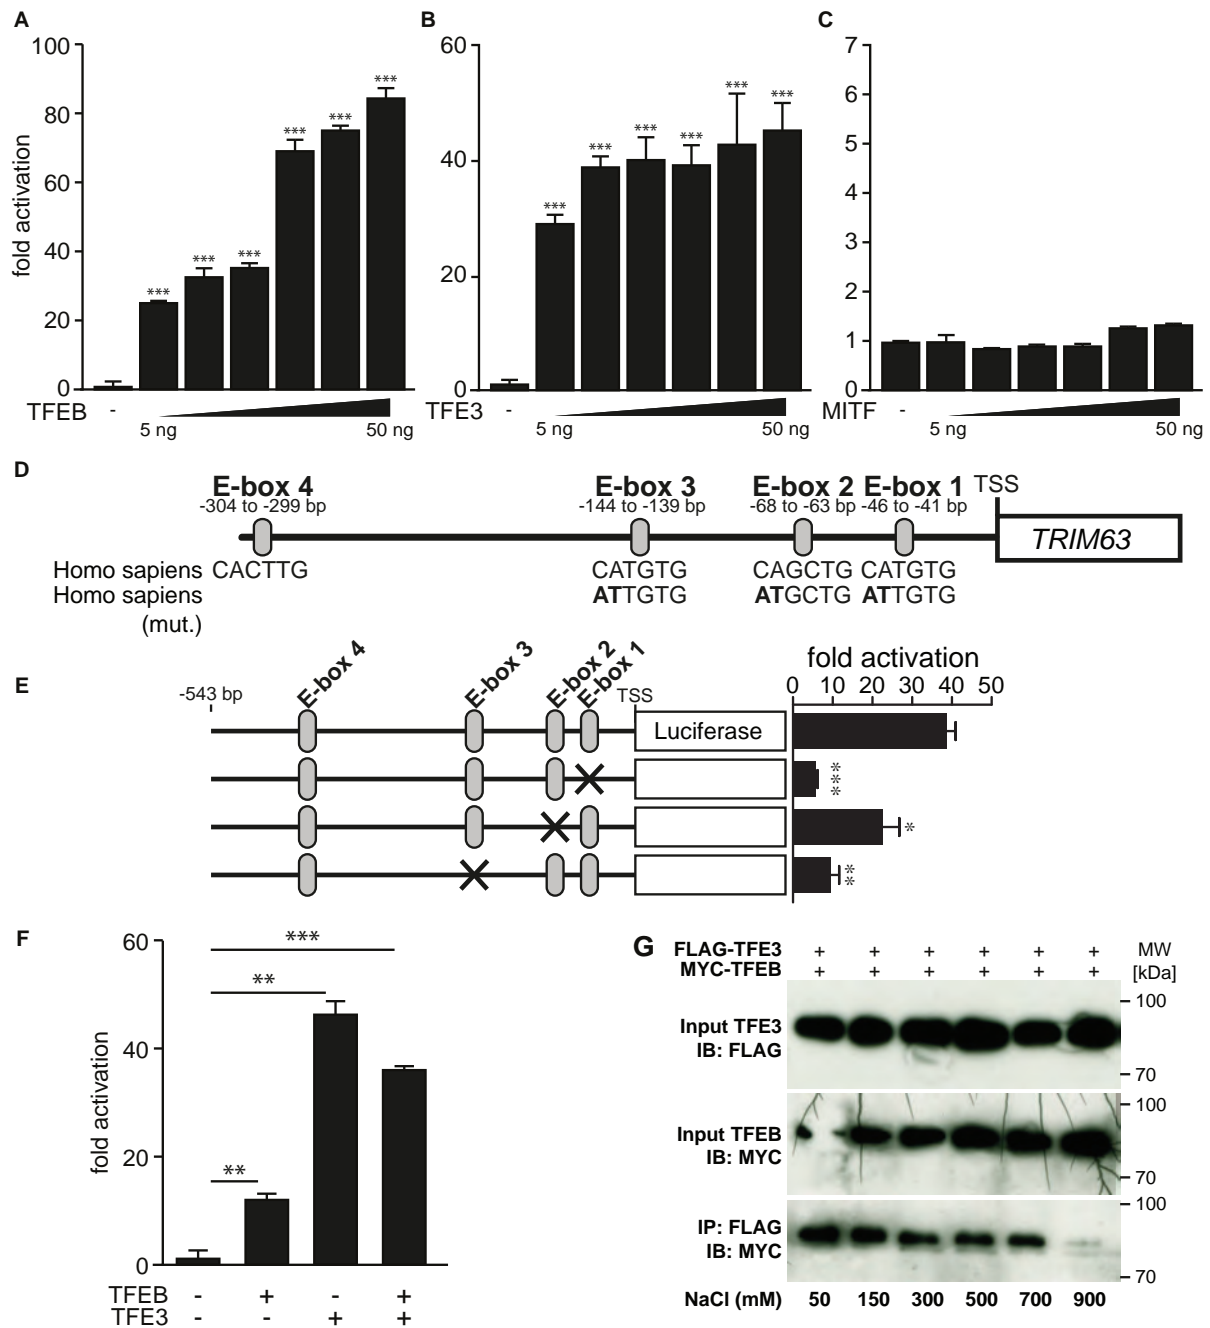 A
B
C
100
80
60
40
20
0
fold activation
***
***
***
***
***
***
TFEB
-
5 ng
50 ng
60
40
20
0
***
***
***
***
***
***
TFE3
-
5 ng
50 ng
7
6
5
4
3
2
1
0
MITF
-
5 ng
50 ng
D
E-box 4
E-box 3
E-box 2
E-box 1
TSS
-304 to -299 bp
-144 to -139 bp
-68 to -63 bp
-46 to -41 bp
TRIM63
Homo sapiens CACTTG CATGTG CAGCTG CATGTG
Homo sapiens ATTGTG ATGCTG ATTGTG
(mut.)
E
-543 bp
E-box 4
E-box 3
E-box 2
E-box 1
TSS
Luciferase
fold activation
0 10 20 30 40 50
***
*
**
F
60
40
20
0
fold activation
***
**
**
TFEB - + - +
TFE3 - - + +
G
FLAG-TFE3 + + + + + + MW
MYC-TFEB + + + + + + [kDa]
Input TFE3
IB: FLAG
100
70
Input TFEB
IB: MYC
100
70
IP: FLAG
IB: MYC
100
70
NaCl (mM) 50 150 300 500 700 900